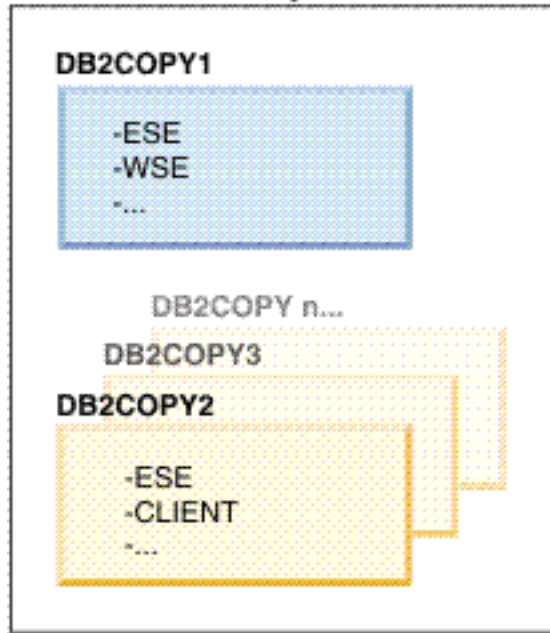 DB2COPY1
-ESE
-WSE
-...
DB2COPY n...
DB2COPY3
DB2COPY2
-ESE
-CLIENT
-...